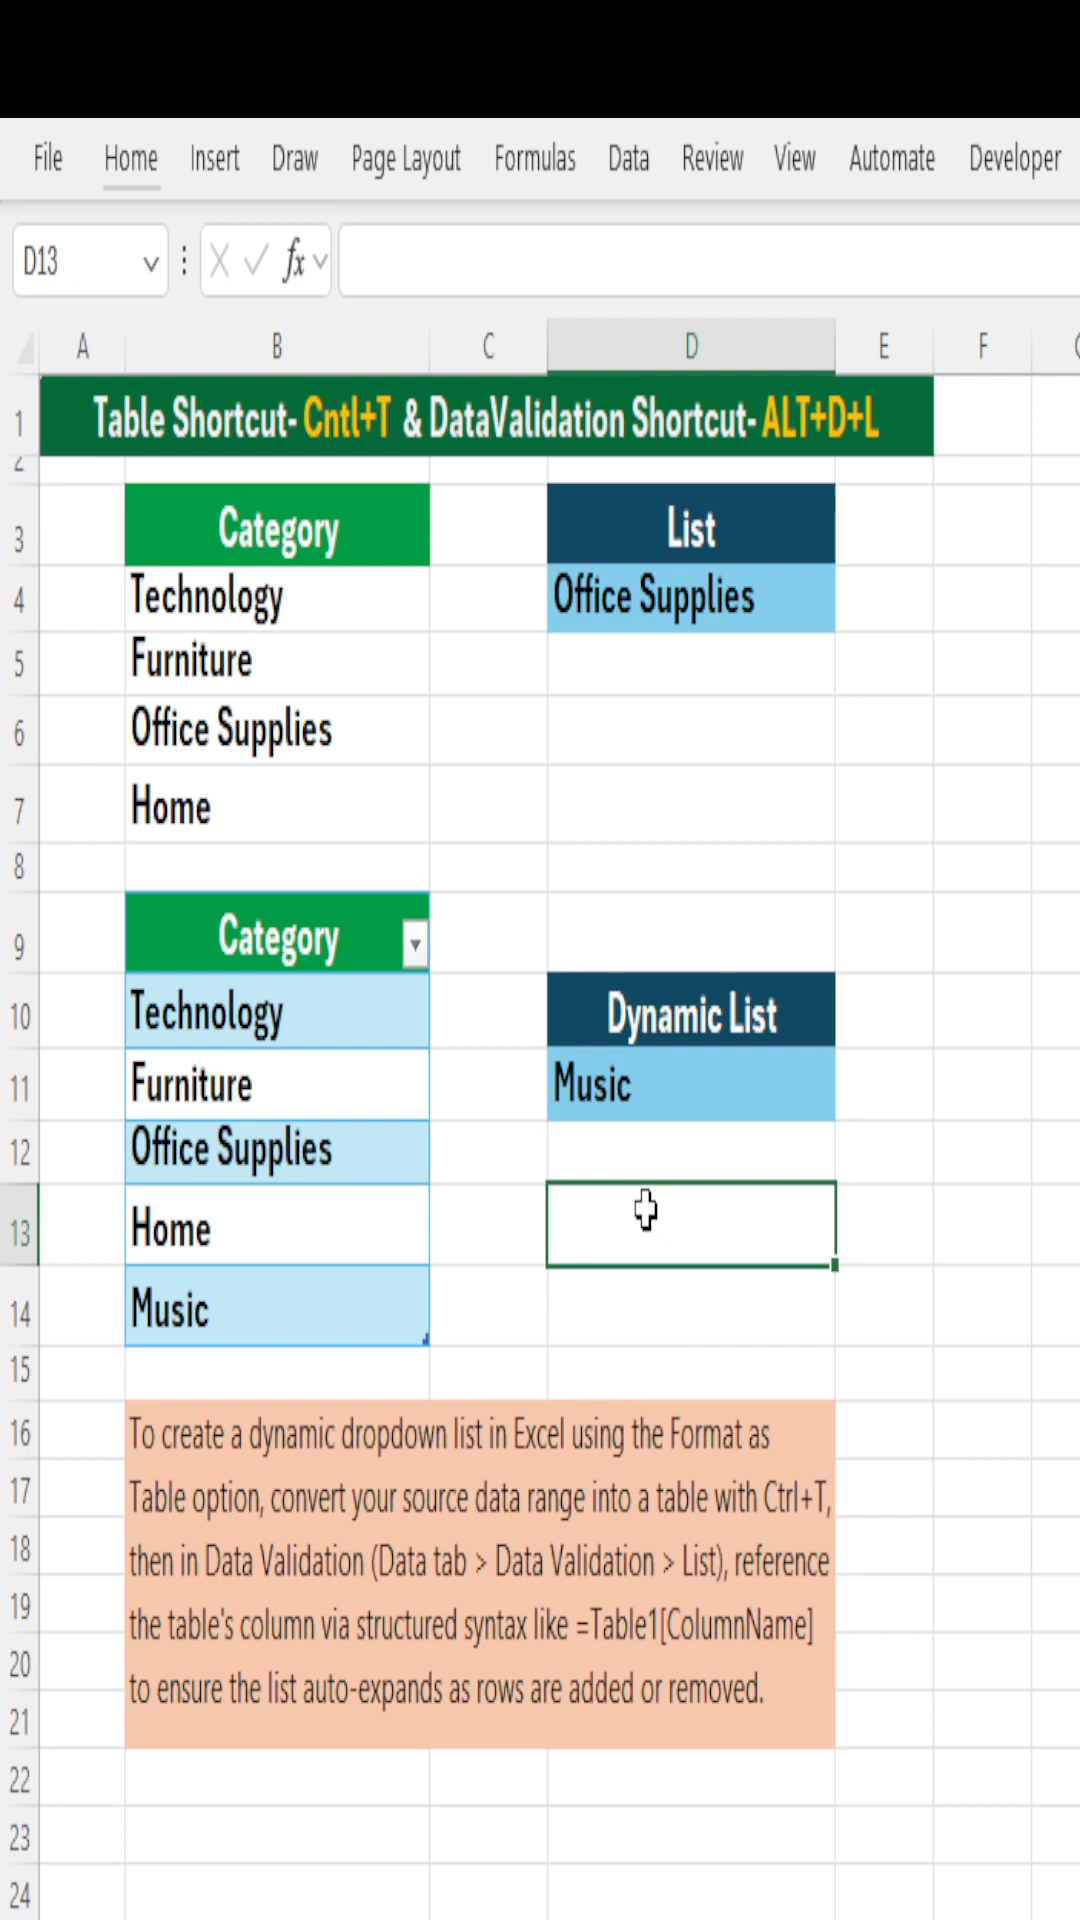 File Home Insert Draw Page Layout Formulas Data Review View Automate Developer
D13 fx
A B C D E F
1 Table Shortcut- Cntl+T & DataValidation Shortcut- ALT+D+L
2
3 Category List
4 Technology Office Supplies
5 Furniture
6 Office Supplies
7 Home
8
9 Category
10 Technology Dynamic List
11 Furniture Music
12 Office Supplies
13 Home
14 Music
15
16 To create a dynamic dropdown list in Excel using the Format as
17 Table option, convert your source data range into a table with Ctrl+T,
18 then in Data Validation (Data tab > Data Validation > List), reference
19 the table's column via structured syntax like =Table1[ColumnName]
20 to ensure the list auto-expands as rows are added or removed.
21
22
23
24